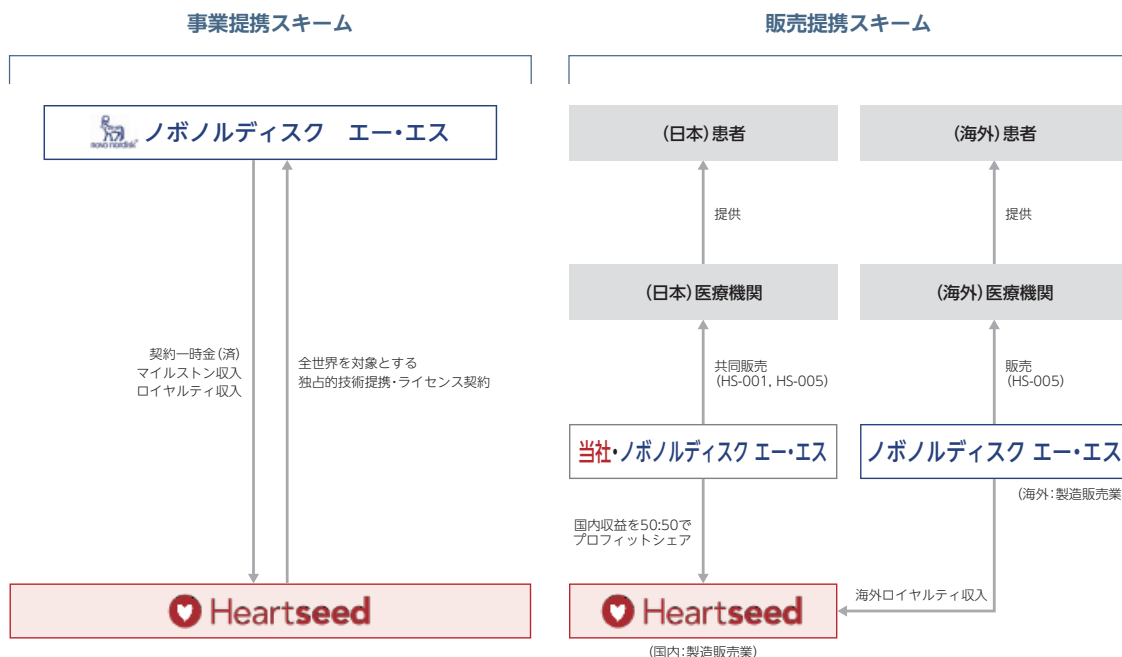 事業提携スキーム
novo nordisk
ノボノルディスク エー・エス
契約一時金(済)
マイルストン収入
ロイヤルティ収入
全世界を対象とする
独占的技術提携・ライセンス契約
Heartseed
販売提携スキーム
(日本)患者
(海外)患者
提供
提供
(日本)医療機関
(海外)医療機関
共同販売
(HS-001, HS-005)
販売
(HS-005)
当社・ノボノルディスク エー・エス
ノボノルディスク エー・エス
(海外:製造販売業
国内収益を50:50で
プロフィットシェア
海外ロイヤルティ収入
Heartseed
(国内:製造販売業)